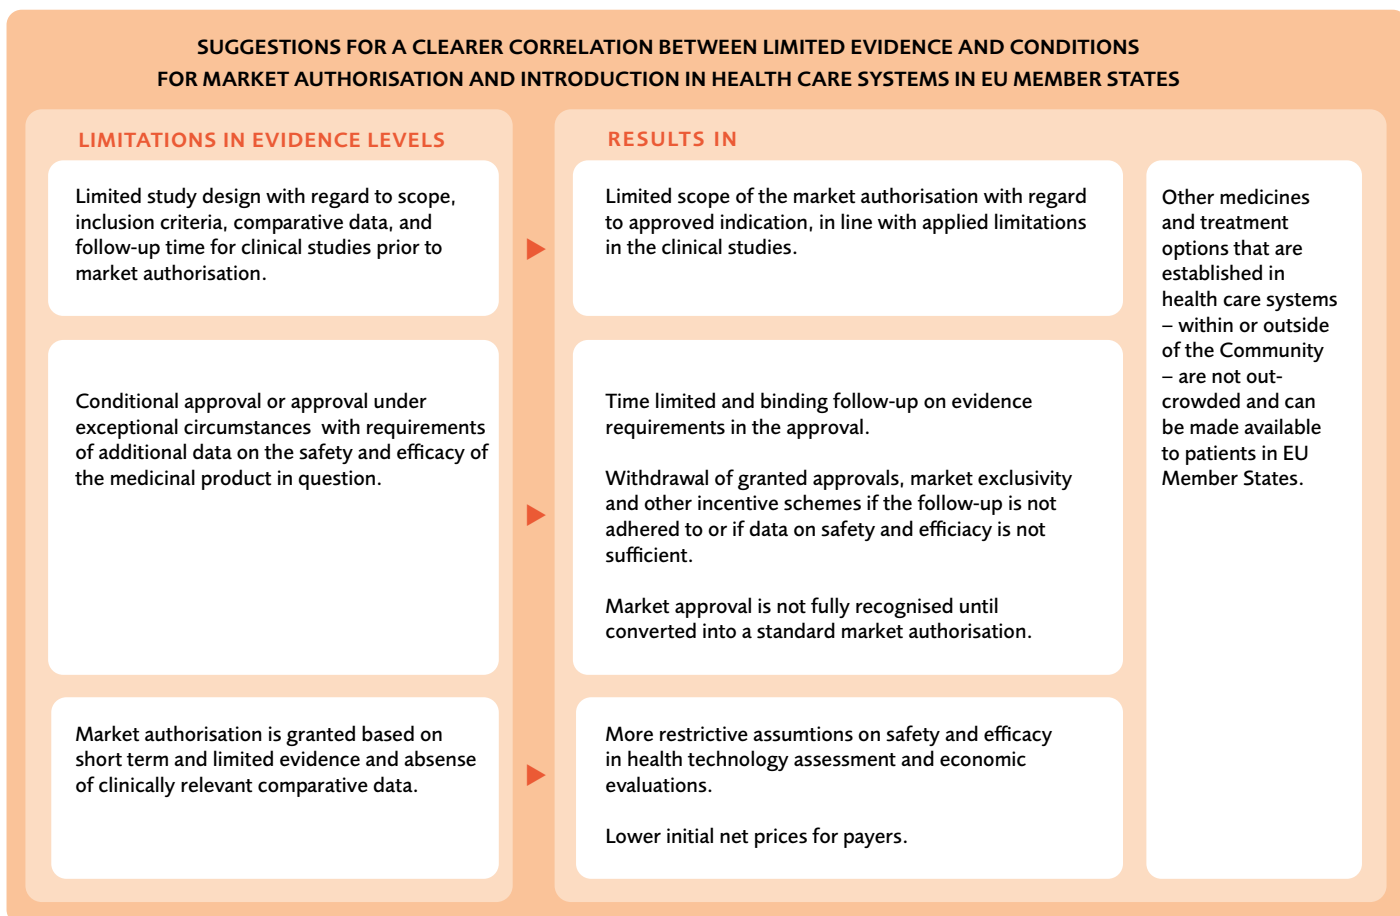 SUGGESTIONS FOR A CLEARER CORRELATION BETWEEN LIMITED EVIDENCE AND CONDITIONS
FOR MARKET AUTHORISATION AND INTRODUCTION IN HEALTH CARE SYSTEMS IN EU MEMBER STATES
LIMITATIONS IN EVIDENCE LEVELS
Limited study design with regard to scope,
inclusion criteria, comparative data, and
follow-up time for clinical studies prior to
market authorisation.
Conditional approval or approval under
exceptional circumstances with requirements
of additional data on the safety and efficacy of
the medicinal product in question.
Market authorisation is granted based on
short term and limited evidence and absense
of clinically relevant comparative data.
RESULTS IN
Limited scope of the market authorisation with regard
to approved indication, in line with applied limitations
in the clinical studies.
Time limited and binding follow-up on evidence
requirements in the approval.
Withdrawal of granted approvals, market exclusivity
and other incentive schemes if the follow-up is not
adhered to or if data on safety and efficiacy is not
sufficient.
Market approval is not fully recognised until
converted into a standard market authorisation.
More restrictive assumtions on safety and efficacy
in health technology assessment and economic
evaluations.
Lower initial net prices for payers.
Other medicines
and treatment
options that are
established in
health care systems
– within or outside
of the Community
– are not out-
crowded and can
be made available
to patients in EU
Member States.